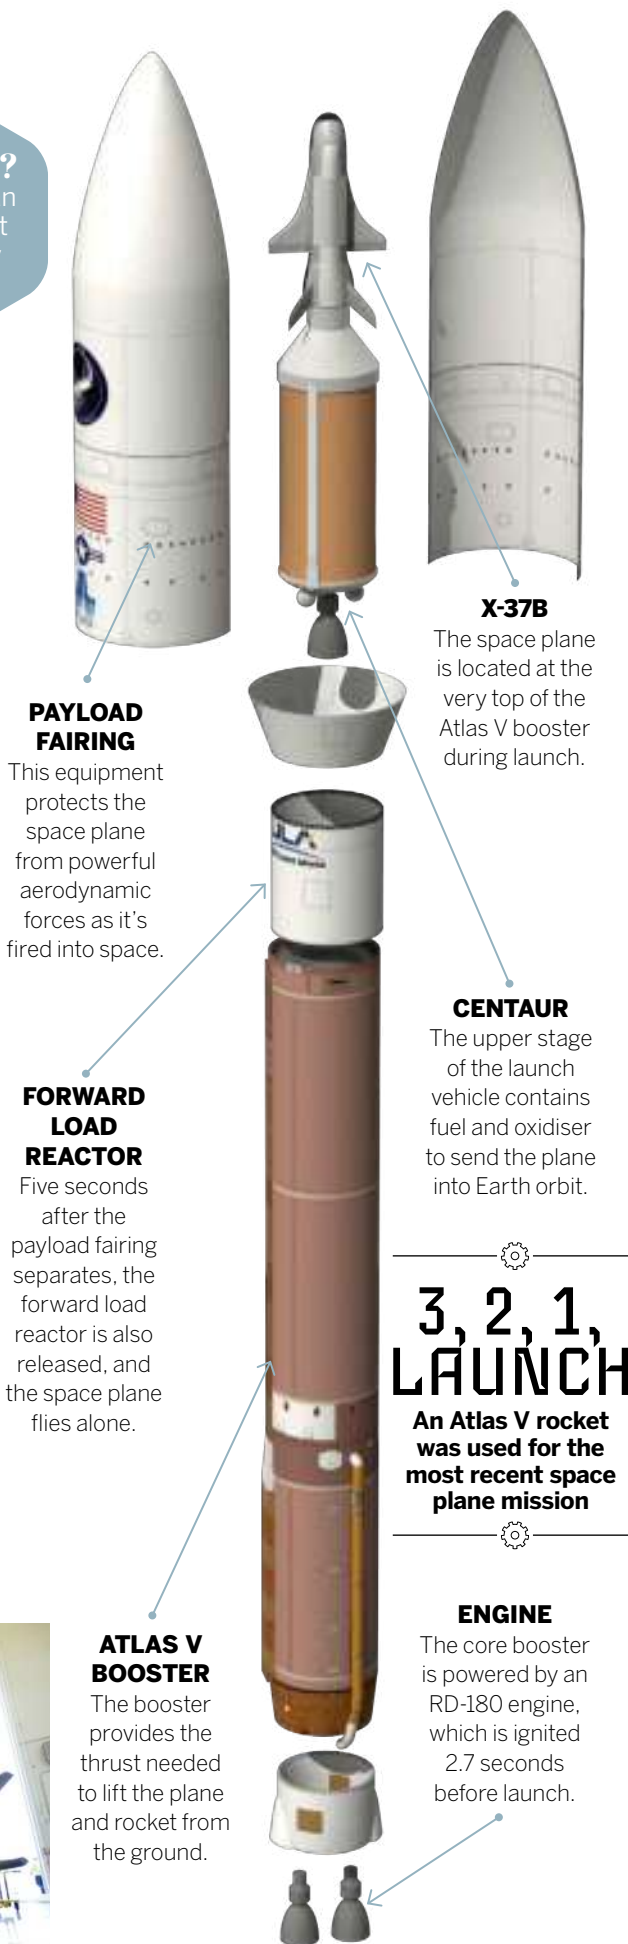 ?
n
t
X-37B
The space plane
is located at the
very top of the
Atlas V booster
during launch.
PAYLOAD
FAIRING
This equipment
protects the
space plane
from powerful
aerodynamic
forces as it's
fired into space.
CENTAUR
The upper stage
of the launch
vehicle contains
fuel and oxidiser
to send the plane
into Earth orbit.
FORWARD
LOAD
REACTOR
Five seconds
after the
payload fairing
separates, the
forward load
reactor is also
released, and
the space plane
flies alone.
3, 2, 1,
LAUNCH
An Atlas V rocket
was used for the
most recent space
plane mission
ATLAS V
BOOSTER
The booster
provides the
thrust needed
to lift the plane
and rocket from
the ground.
ENGINE
The core booster
is powered by an
RD-180 engine,
which is ignited
2.7 seconds
before launch.